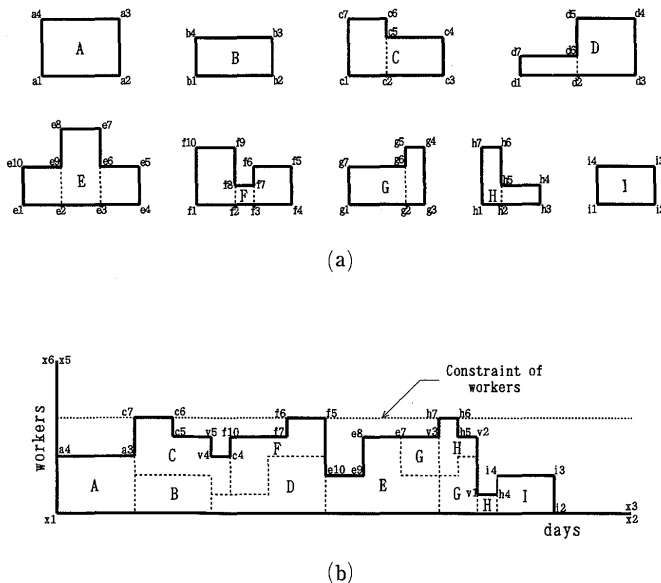 a4 a3
A
a1 a2
b4 b3
B
b1 b2
c7 c6
c5 c4
C
c1 c2 c3
d5 d4
d7 d6 D
d1 d2 d3
e8 e7
e10 e9 e6 e5
E
e1 e2 e3 e4
f10 f9
f6 f5
f8 f7
F
f1 f2 f3 f4
g5 g4
g7 g6
G
g1 g2 g3
h7 h6
h5 h4
H
h1 h2 h3
i4 i3
I
i1 i2
(a)
x6 x5
Constraint of
workers
workers
c7 c6 f6 f5 h7 h6
c5 v5 f10 f7 e8 e7 v3 h5 v2
a4 a3 C v4 c4 F G H
e10 e9 i4 i3
A B D E G v1 H h4 I
x1 i2 x3
days x2
(b)